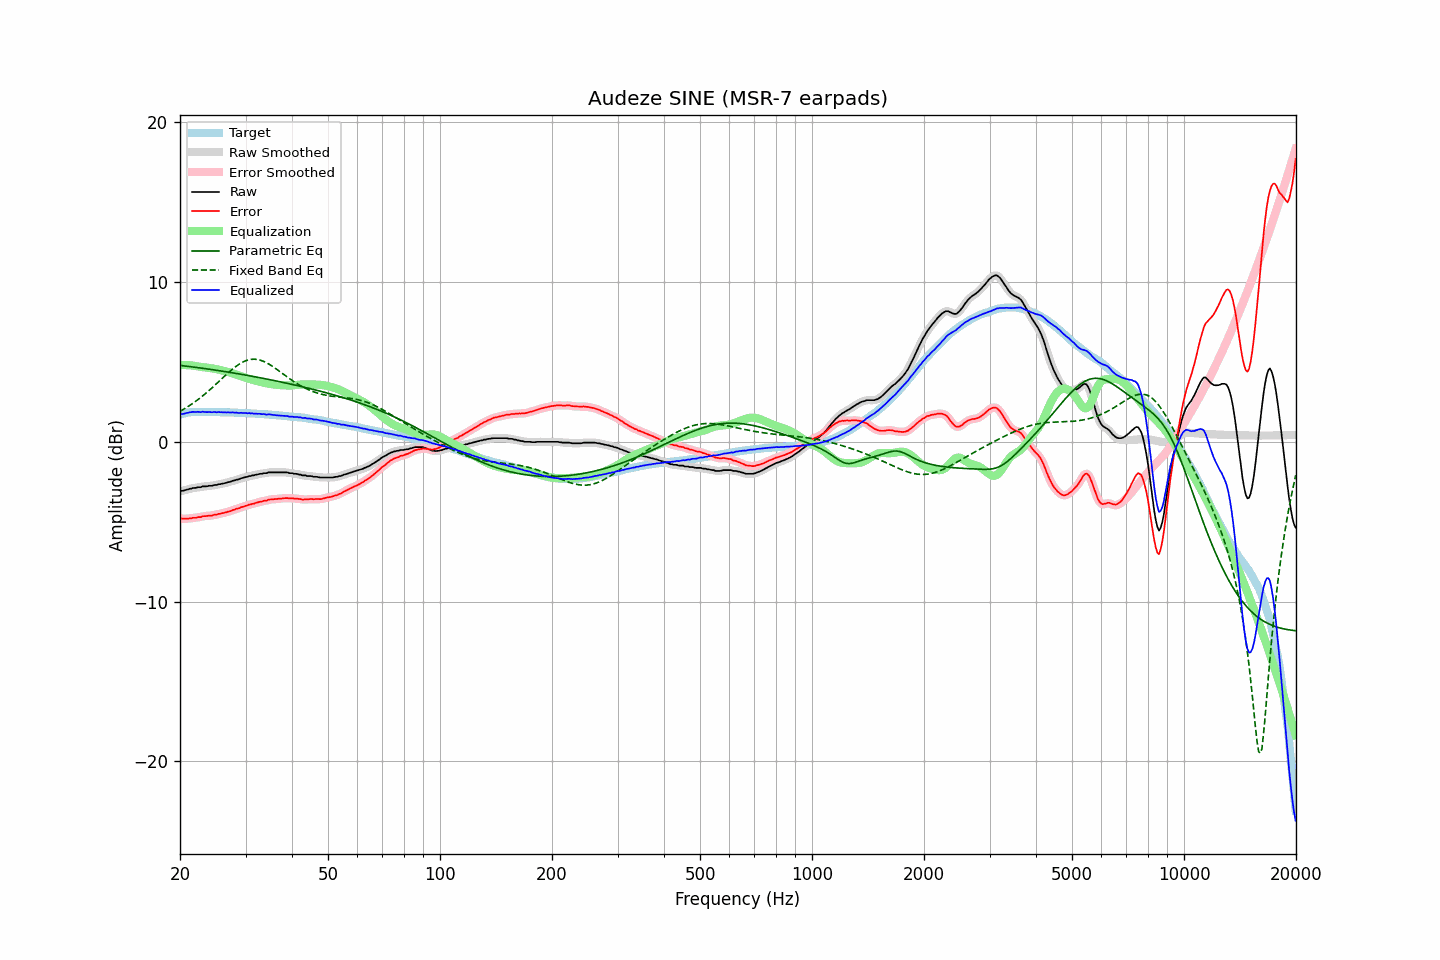 Audeze SINE (MSR-7 earpads)
20
10
0
−10
−20
Amplitude (dBr)
Target
Raw Smoothed
Error Smoothed
Raw
Error
Equalization
Parametric Eq
Fixed Band Eq
Equalized
20 50 100 200 500 1000 2000 5000 10000 20000
Frequency (Hz)